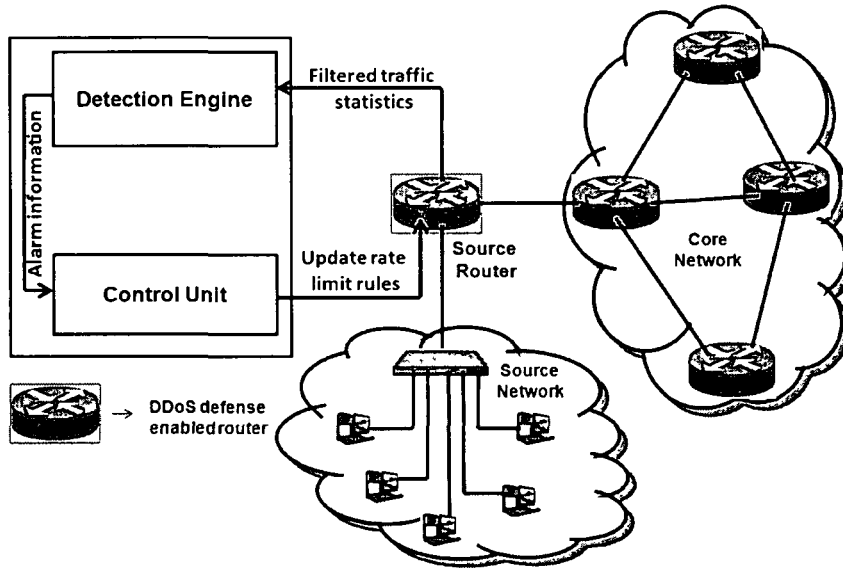 Detection Engine
Filtered traffic
statistics
Alarm information
Control Unit
Update rate
limit rules
Source
Router
Core
Network
Source
Network
DDoS defense
enabled router